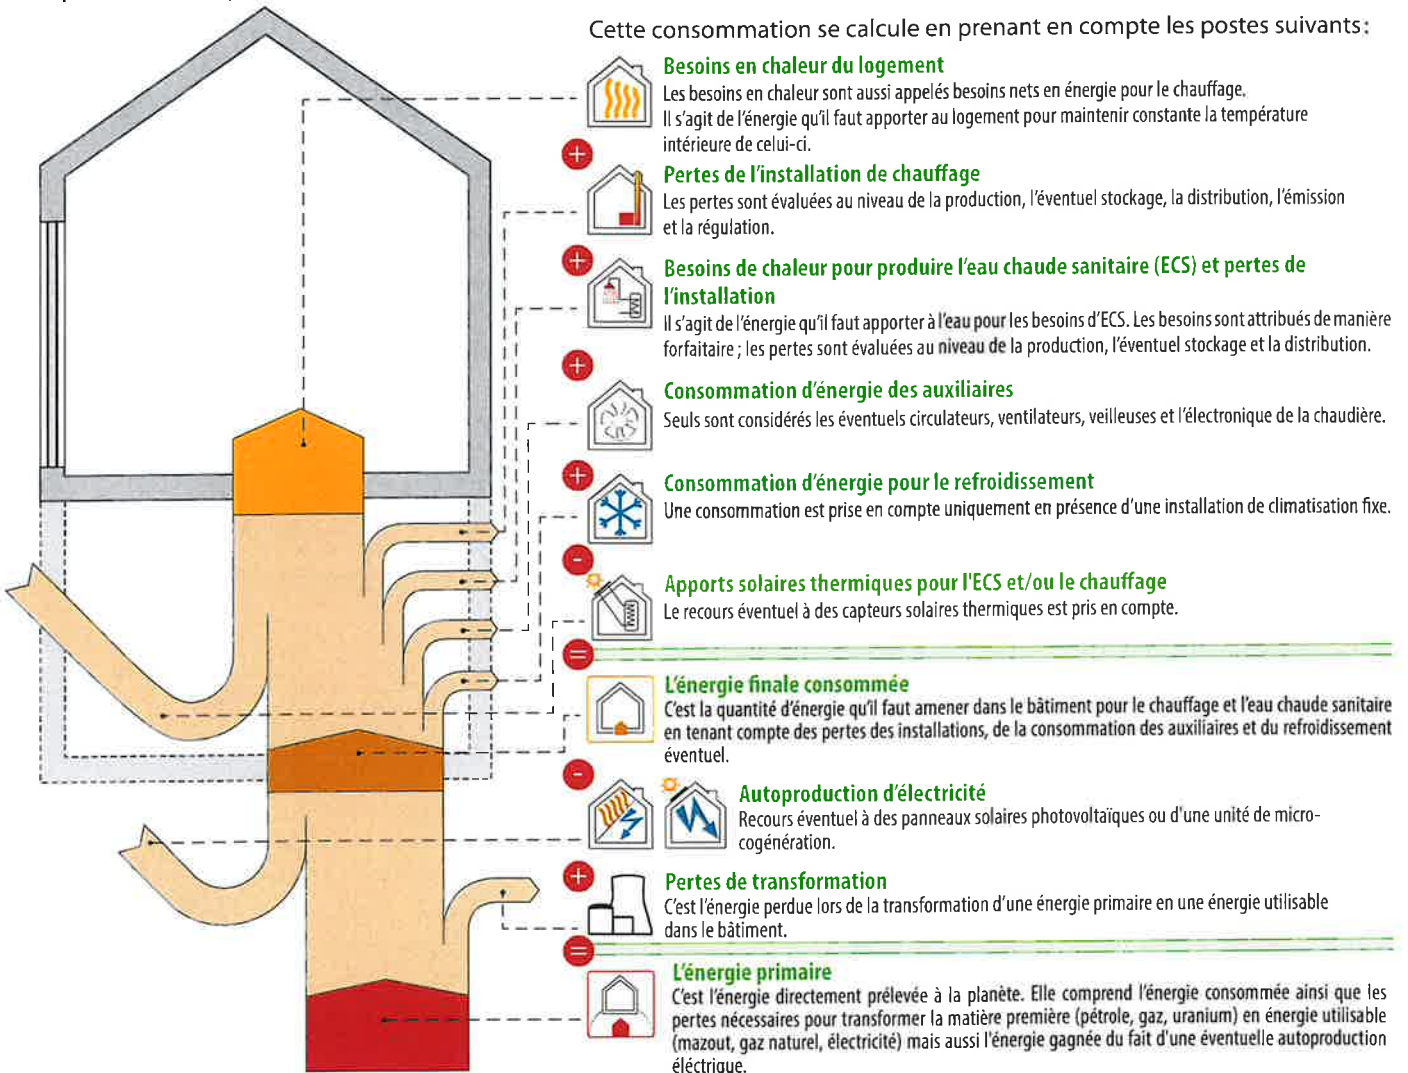 Cette consommation se calcule en prenant en compte les postes suivants :
Besoins en chaleur du logement
Les besoins en chaleur sont aussi appelés besoins nets en énergie pour le chauffage.
Il s'agit de l'énergie qu'il faut apporter au logement pour maintenir constante la température
intérieure de celui-ci.
+
Pertes de l'installation de chauffage
Les pertes sont évaluées au niveau de la production, l'éventuel stockage, la distribution, l'émission
et la régulation.
+
Besoins de chaleur pour produire l'eau chaude sanitaire (ECS) et pertes de
l'installation
Il s'agit de l'énergie qu'il faut apporter à l'eau pour les besoins d'ECS. Les besoins sont attribués de manière
forfaitaire ; les pertes sont évaluées au niveau de la production, l'éventuel stockage et la distribution.
+
Consommation d'énergie des auxiliaires
Seuls sont considérés les éventuels circulateurs, ventilateurs, veilleuses et l'électronique de la chaudière.
+
Consommation d'énergie pour le refroidissement
Une consommation est prise en compte uniquement en présence d'une installation de climatisation fixe.
-
Apports solaires thermiques pour l'ECS et/ou le chauffage
Le recours éventuel à des capteurs solaires thermiques est pris en compte.
=
L'énergie finale consommée
C'est la quantité d'énergie qu'il faut amener dans le bâtiment pour le chauffage et l'eau chaude sanitaire
en tenant compte des pertes des installations, de la consommation des auxiliaires et du refroidissement
éventuel.
-
Autoproduction d'électricité
Recours éventuel à des panneaux solaires photovoltaïques ou d'une unité de micro-
cogénération.
+
Pertes de transformation
C'est l'énergie perdue lors de la transformation d'une énergie primaire en une énergie utilisable
dans le bâtiment.
=
L'énergie primaire
C'est l'énergie directement prélevée à la planète. Elle comprend l'énergie consommée ainsi que les
pertes nécessaires pour transformer la matière première (pétrole, gaz, uranium) en énergie utilisable
(mazout, gaz naturel, électricité) mais aussi l'énergie gagnée du fait d'une éventuelle autoproduction
éléctrique.